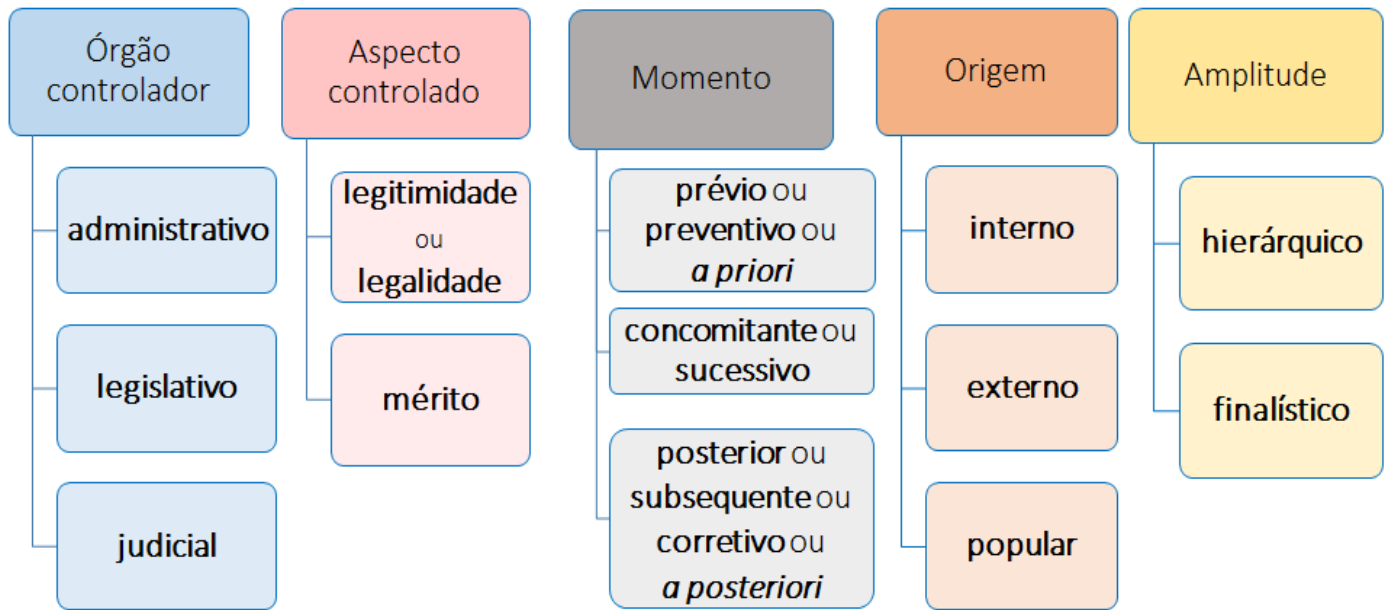 Órgão
controlador
administrativo
legislativo
judicial
Aspecto
controlado
legitimidade
ou
legalidade
mérito
Momento
prévio ou
preventivo ou
a priori
concomitante ou
sucessivo
posterior ou
subsequente ou
corretivo ou
a posteriori
Origem
interno
externo
popular
Amplitude
hierárquico
finalístico